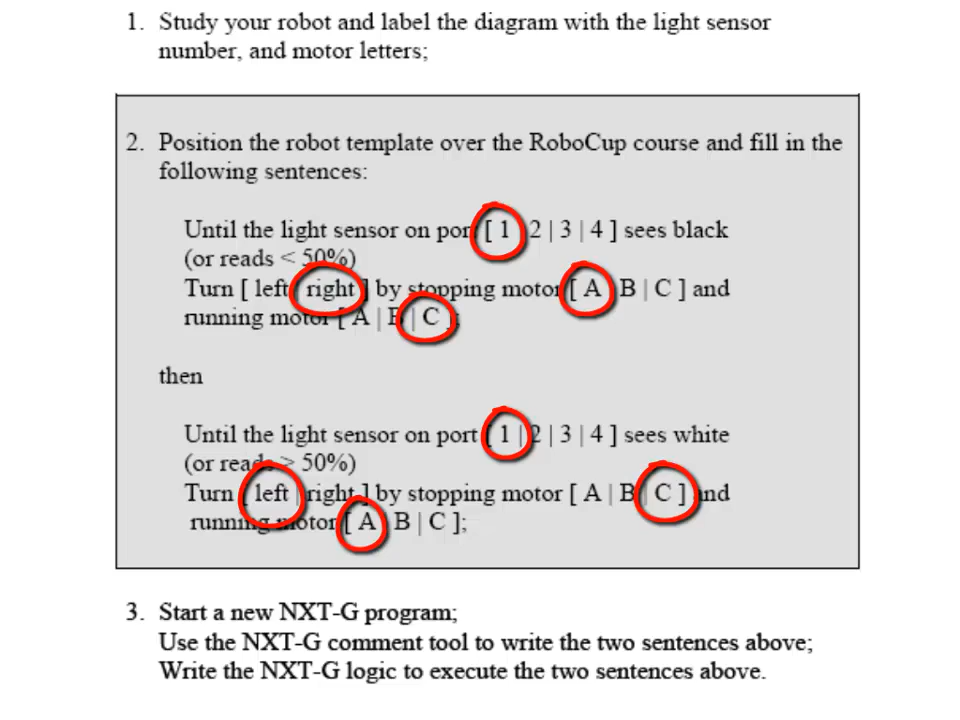 1. Study your robot and label the diagram with the light sensor
number, and motor letters;
2. Position the robot template over the RoboCup course and fill in the
following sentences:
Until the light sensor on port [ 1 | 2 | 3 | 4 ] sees black
(or reads < 50%)
Turn [ left | right ] by stopping motor [ A | B | C ] and
running motor [ A | B | C ];
then
Until the light sensor on port [ 1 | 2 | 3 | 4 ] sees white
(or reads > 50%)
Turn [ left | right ] by stopping motor [ A | B | C ] and
running motor [ A | B | C ];
3. Start a new NXT-G program;
Use the NXT-G comment tool to write the two sentences above;
Write the NXT-G logic to execute the two sentences above.